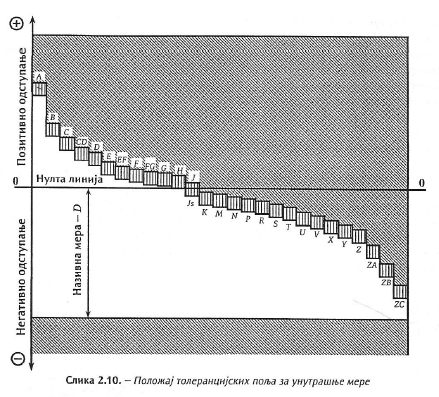 Позитивно одступање
Негативно одступање
A
B
C
CD
D
E
EF
F
FG
G
H
J
Нулта линија
0
0
Js
K
M
N
P
R
S
T
U
V
X
Y
Z
ZA
ZB
ZC
Називна мера – D
Слика 2.10. – Положај толеранцијских поља за унутрашње мере